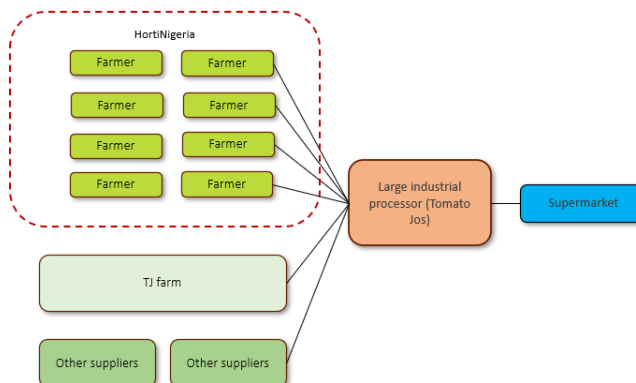 HortiNigeria
Farmer
Farmer
Farmer
Farmer
Farmer
Farmer
Farmer
Farmer
Large industrial
processor (Tomato
Jos)
Supermarket
TJ farm
Other suppliers
Other suppliers